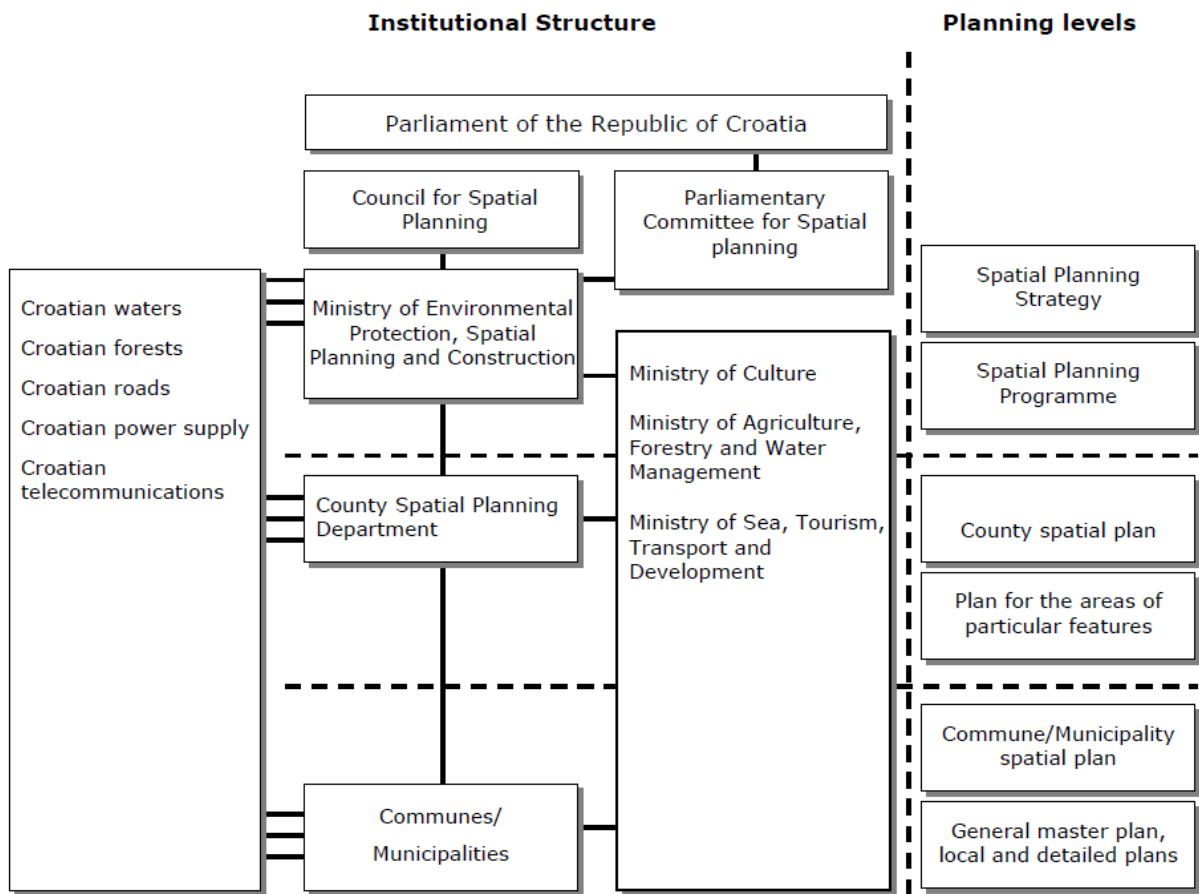 Institutional Structure
Planning levels
Parliament of the Republic of Croatia
Council for Spatial
Planning
Parliamentary
Committee for Spatial
planning
Croatian waters
Croatian forests
Croatian roads
Croatian power supply
Croatian
telecommunications
Ministry of Environmental
Protection, Spatial
Planning and Construction
Ministry of Culture
Ministry of Agriculture,
Forestry and Water
Management
Ministry of Sea, Tourism,
Transport and
Development
County Spatial Planning
Department
Communes/
Municipalities
Spatial Planning
Strategy
Spatial Planning
Programme
County spatial plan
Plan for the areas of
particular features
Commune/Municipality
spatial plan
General master plan,
local and detailed plans